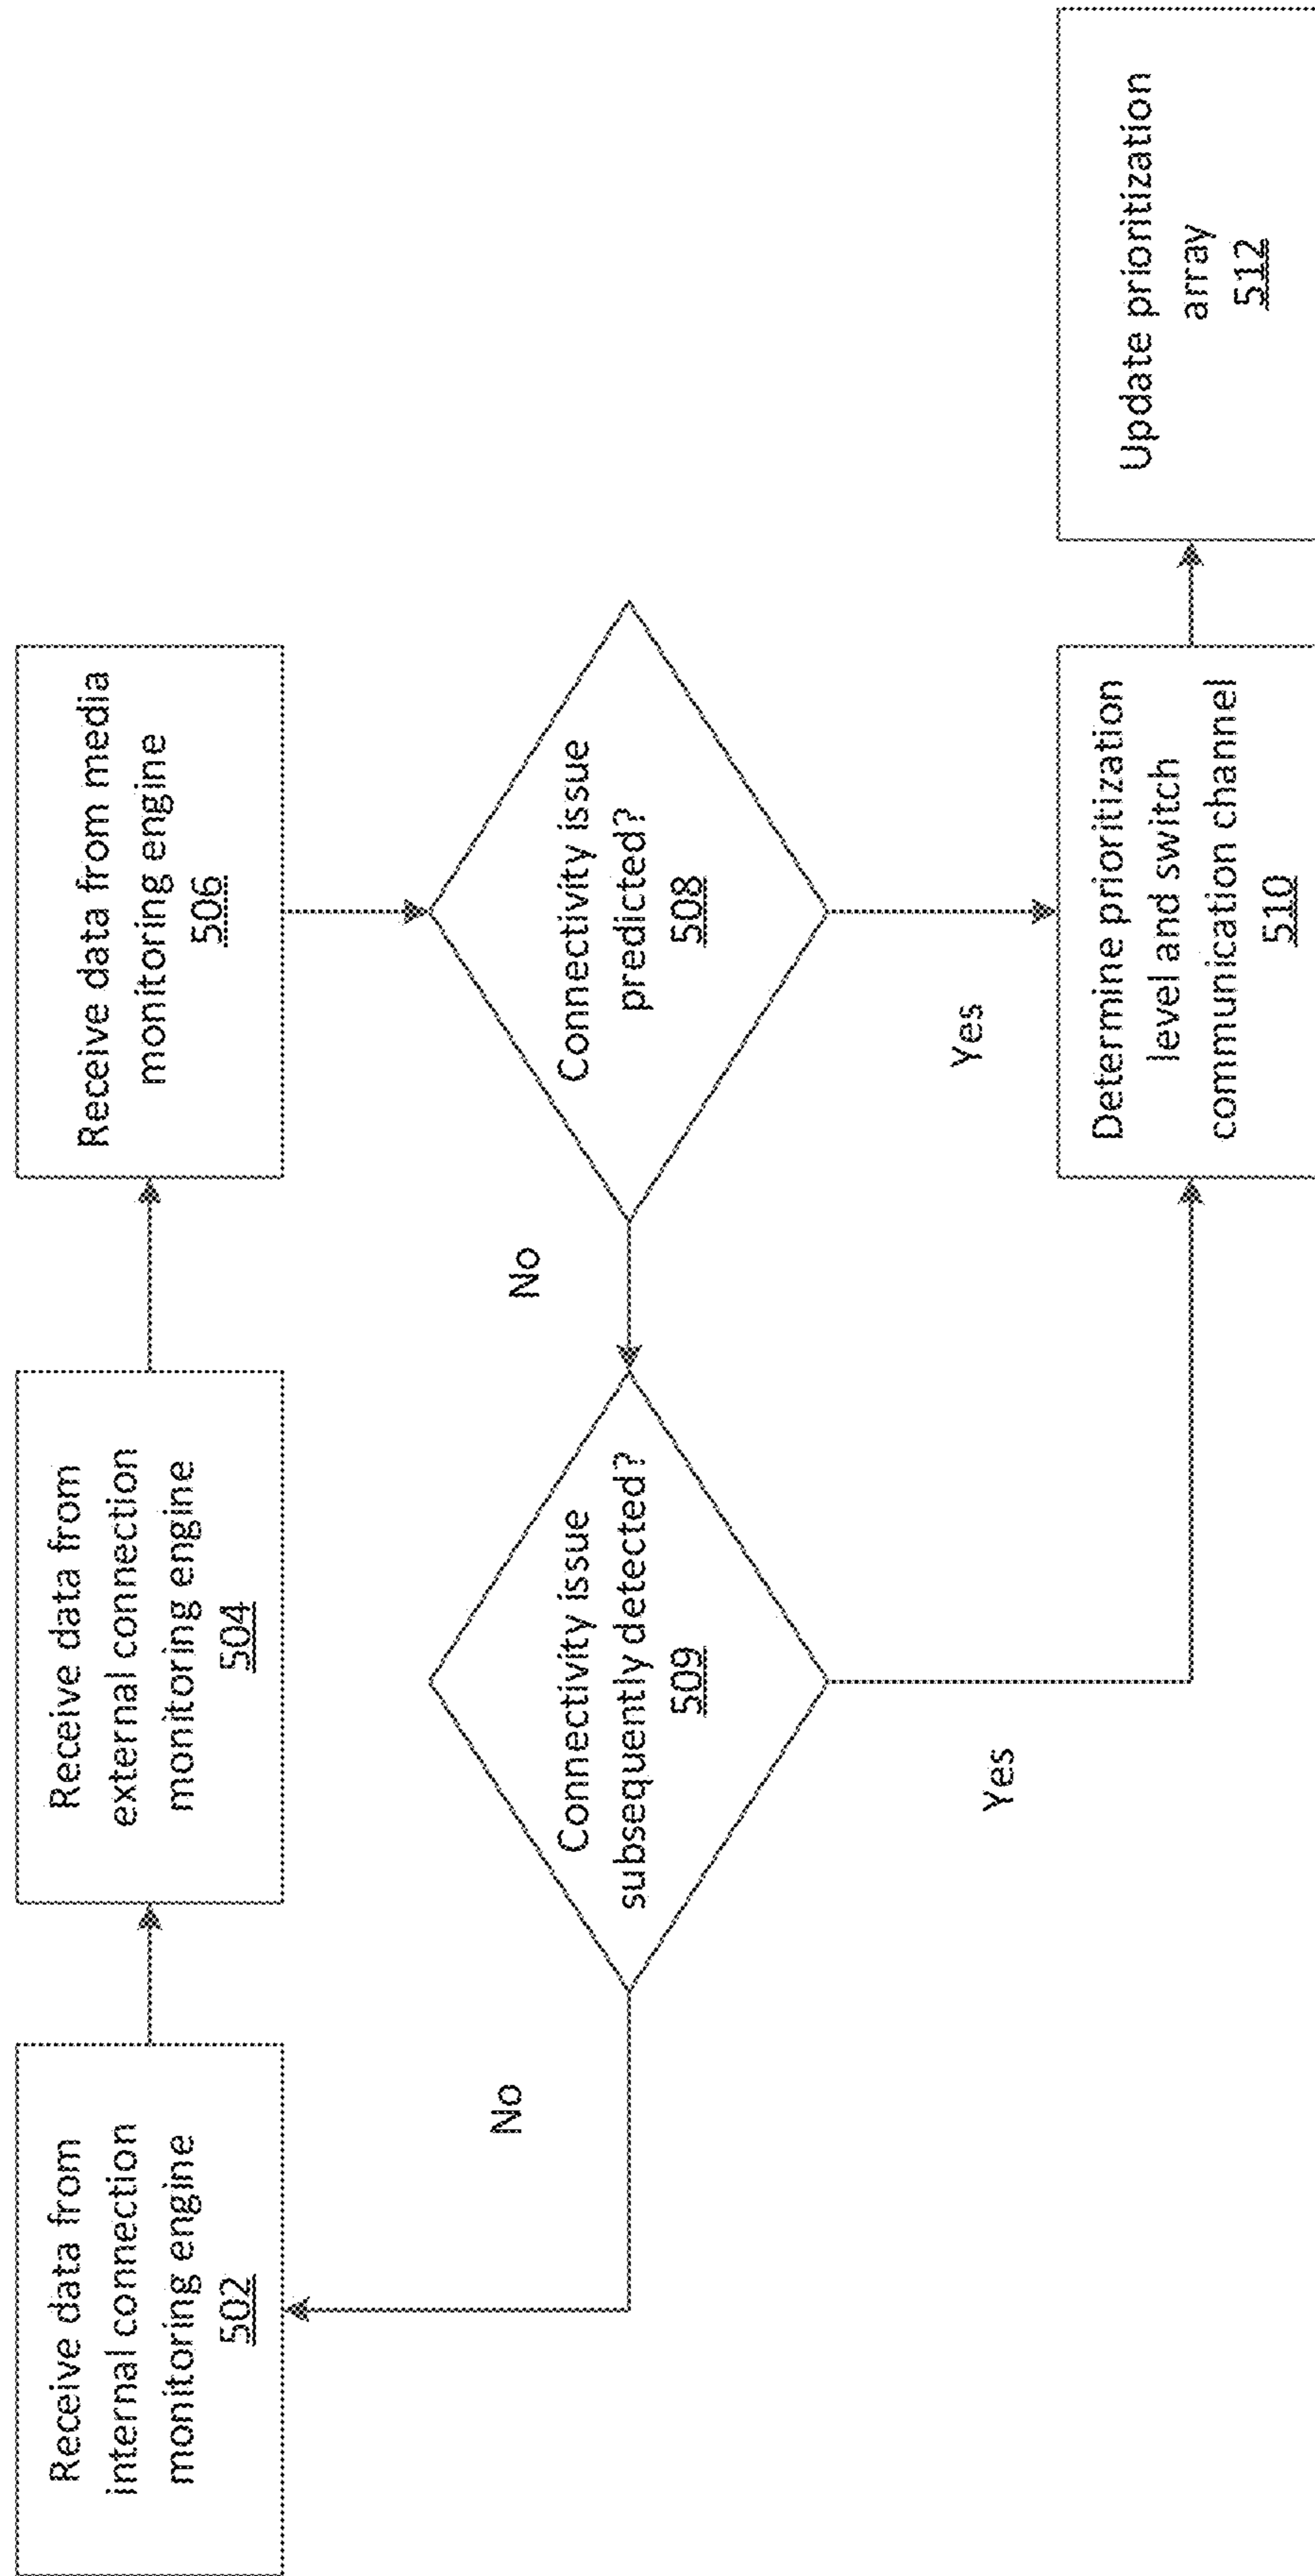 Receive data from
internal connection
monitoring engine
502
Receive data from
external connection
monitoring engine
504
Receive data from media
monitoring engine
506
No
No
Connectivity issue
subsequently detected?
509
Connectivity issue
predicted?
508
Yes
Yes
Determine prioritization
level and switch
communication channel
510
Update prioritization
array
512